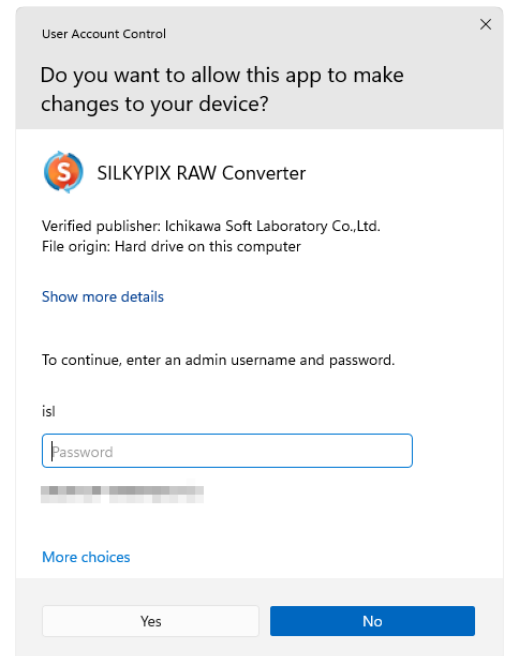 User Account Control
Do you want to allow this app to make
changes to your device?
S
SILKYPIX RAW Converter
Verified publisher: Ichikawa Soft Laboratory Co.,Ltd.
File origin: Hard drive on this computer
Show more details
To continue, enter an admin username and password.
isl
Password
More choices
Yes
No